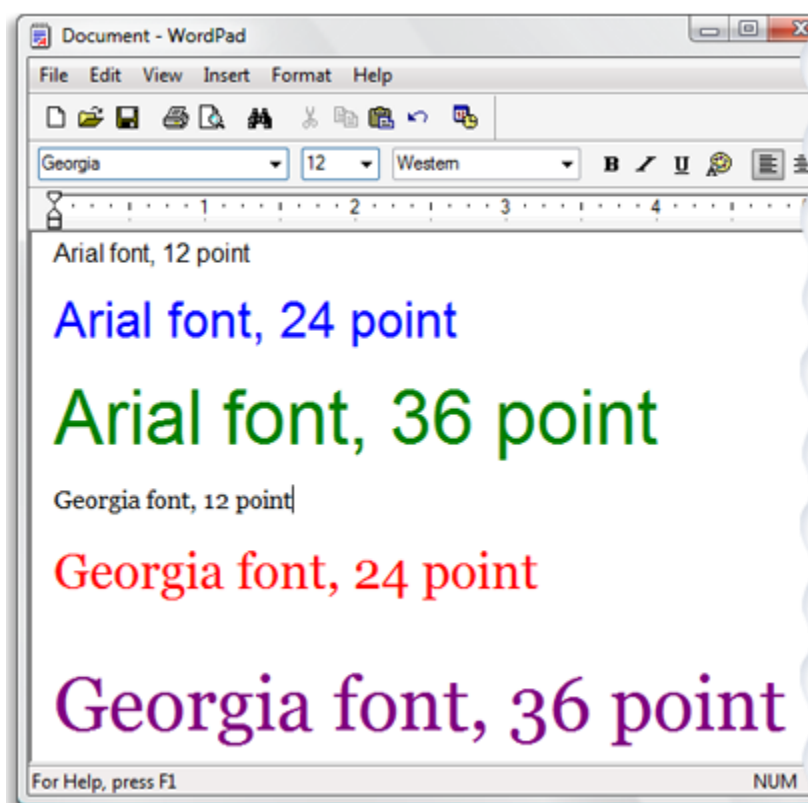 Document - WordPad
File Edit View Insert Format Help
Georgia 12 Western B I U
1 2 3 4
Arial font, 12 point
Arial font, 24 point
Arial font, 36 point
Georgia font, 12 point
Georgia font, 24 point
Georgia font, 36 point
For Help, press F1 NUM